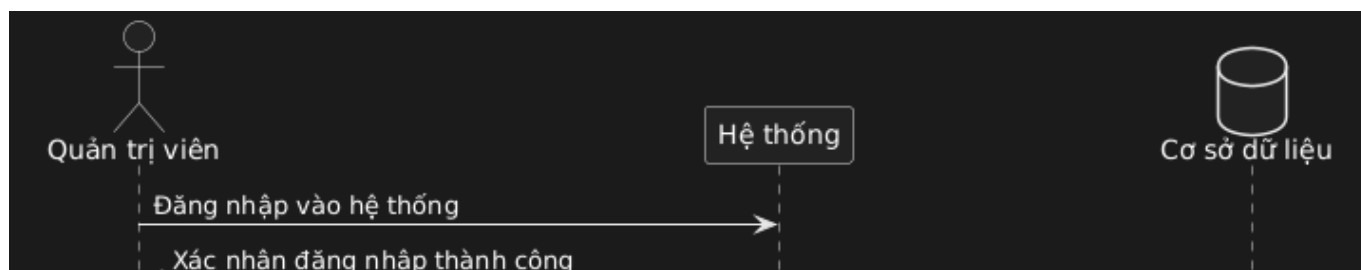 Quản trị viên
Hệ thống
Cơ sở dữ liệu
Đăng nhập vào hệ thống
Xác nhận đăng nhập thành công